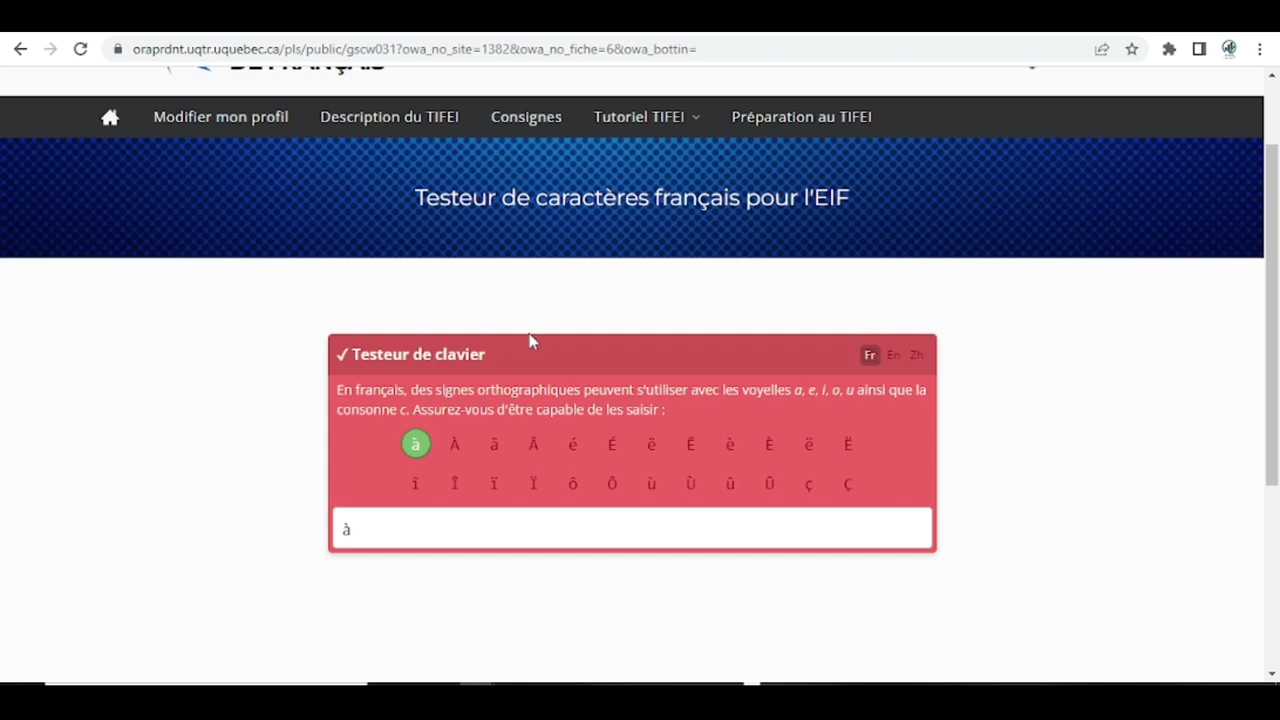 oraprdnt.uqtr.uquebec.ca/pls/public/gscw031?owa_no_site=1382&owa_no_fiche=6&owa_bottin=
DE FRANÇAIS
Modifier mon profil Description du TIFEI Consignes Tutoriel TIFEI Préparation au TIFEI
Testeur de caractères français pour l'EIF
✓ Testeur de clavier Fr En Zh
En français, des signes orthographiques peuvent s'utiliser avec les voyelles a, e, i, o, u ainsi que la
consonne c. Assurez-vous d'être capable de les saisir :
à À â Â é É ê Ê è È ë Ë
î Î ï Ï ô Ô ù Ù û Û ç Ç
à